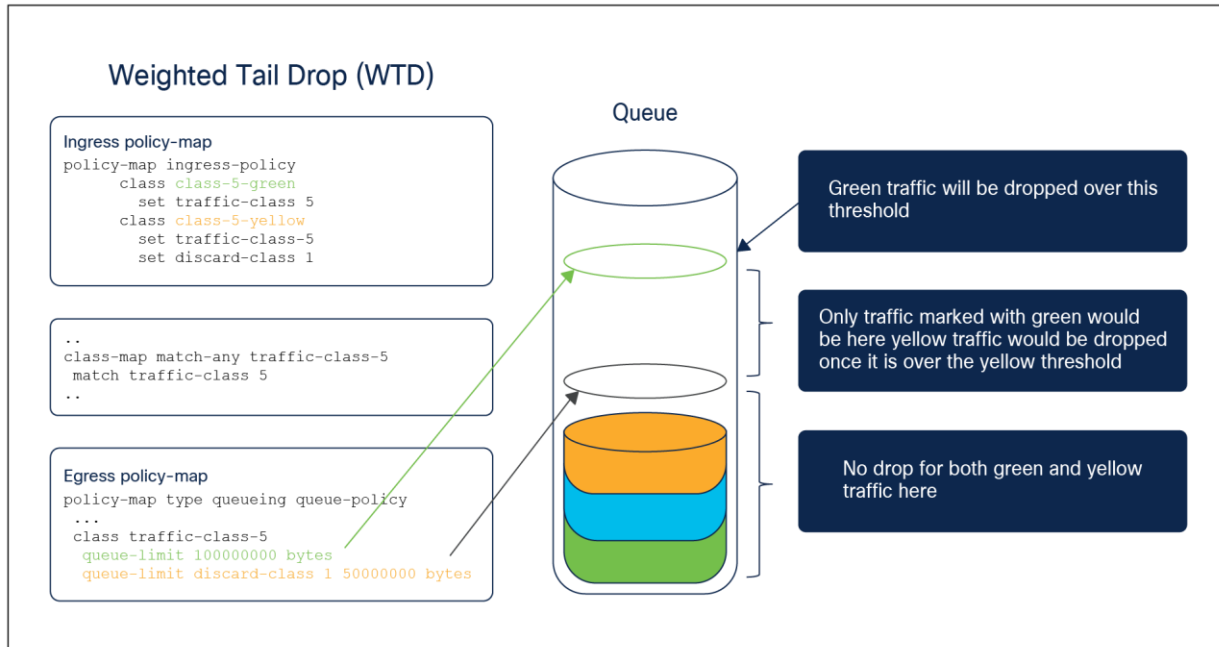 Weighted Tail Drop (WTD)
Ingress policy-map
policy-map ingress-policy
class class-5-green
set traffic-class 5
class class-5-yellow
set traffic-class-5
set discard-class 1
..
class-map match-any traffic-class-5
match traffic-class 5
..
Egress policy-map
policy-map type queueing queue-policy
...
class traffic-class-5
queue-limit 100000000 bytes
queue-limit discard-class 1 50000000 bytes
Queue
Green traffic will be dropped over this
threshold
Only traffic marked with green would
be here yellow traffic would be dropped
once it is over the yellow threshold
No drop for both green and yellow
traffic here